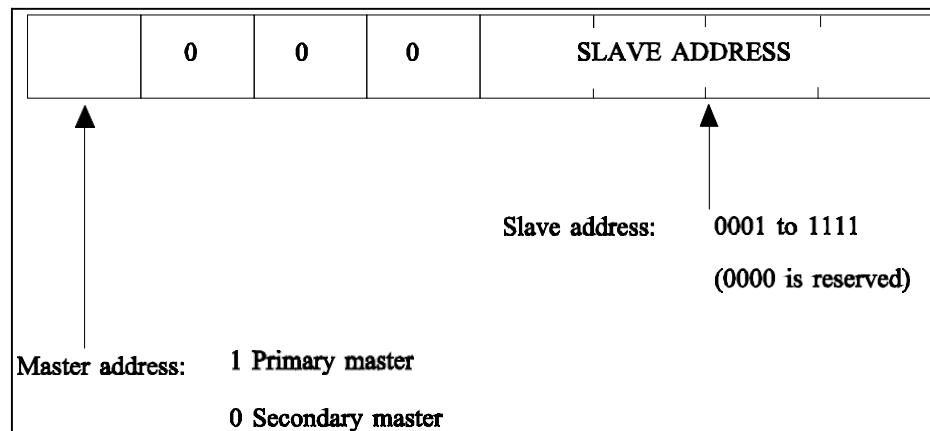 0 0 0 SLAVE ADDRESS
Slave address: 0001 to 1111
(0000 is reserved)
Master address: 1 Primary master
0 Secondary master